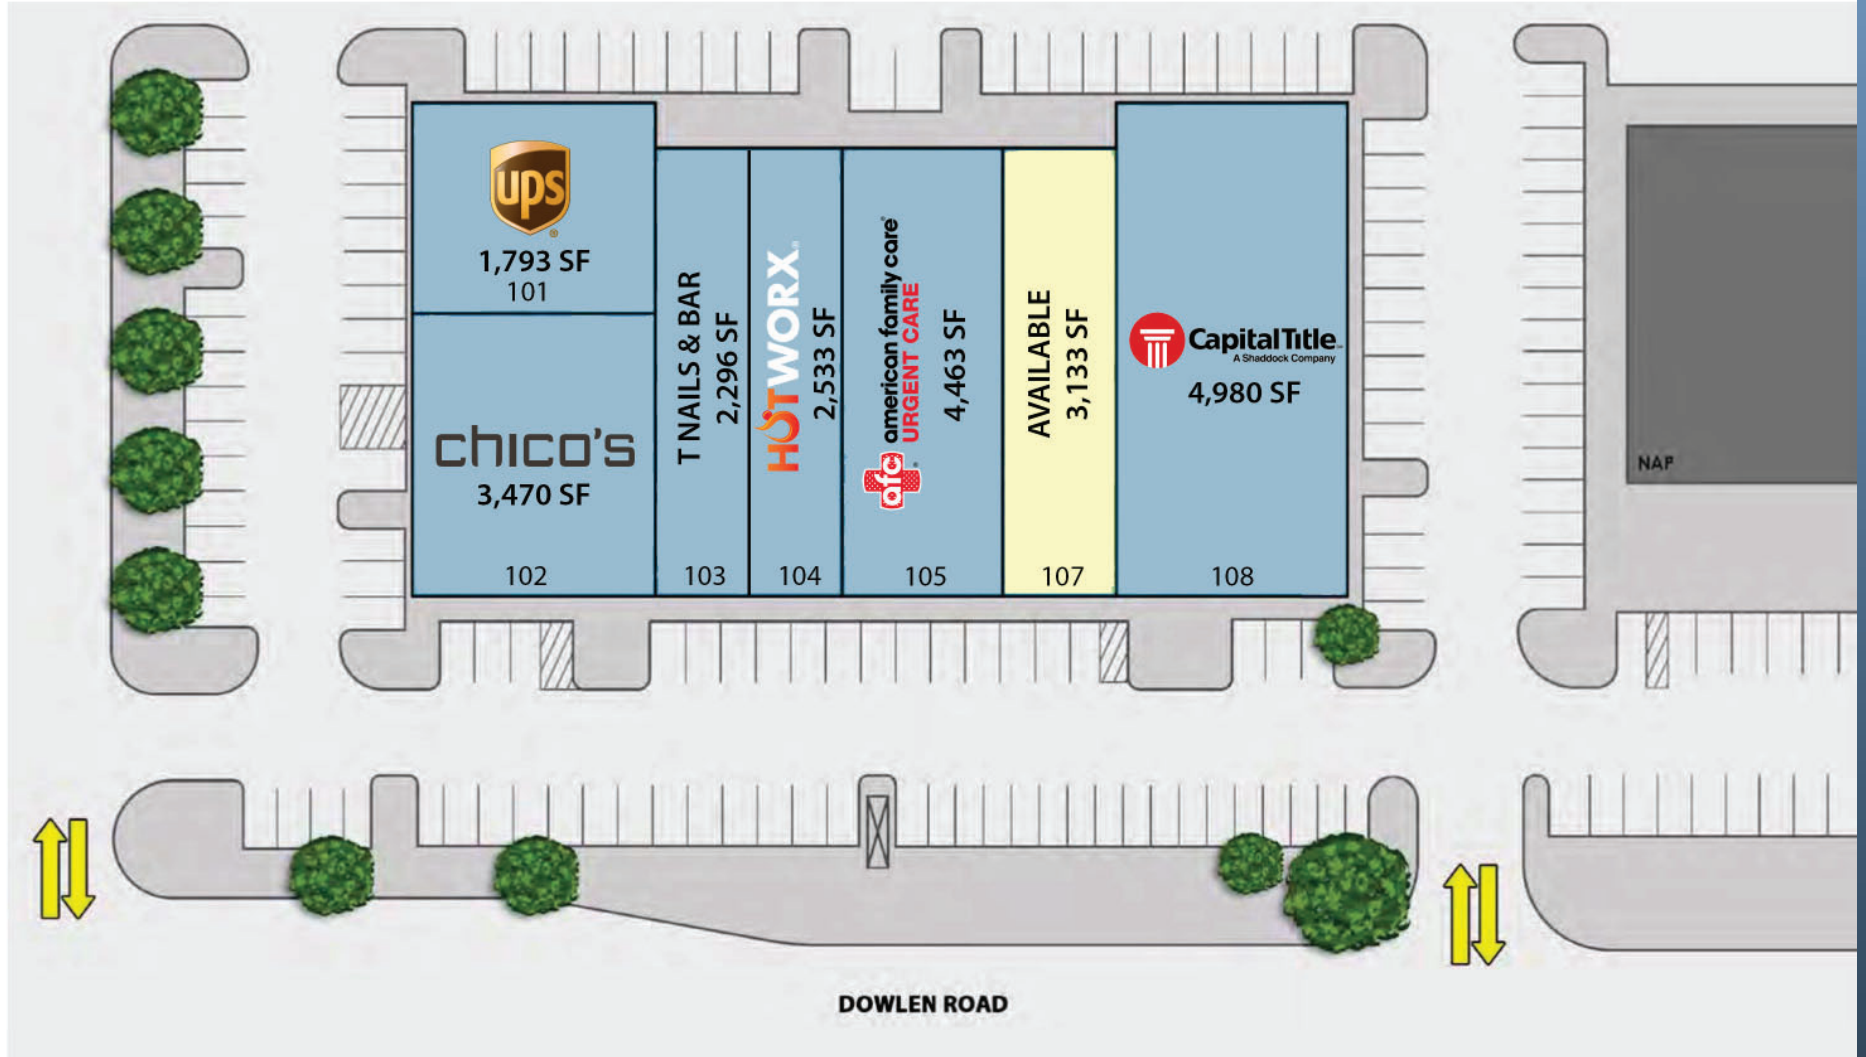 ups
1,793 SF
101
chico's
3,470 SF
102
T NAILS & BAR
2,296 SF
103
HOTWORX
2,533 SF
104
afc
american family care
URGENT CARE
4,463 SF
105
AVAILABLE
3,133 SF
107
Capital Title
A Shaddock Company
4,980 SF
108
NAP
DOWLEN ROAD